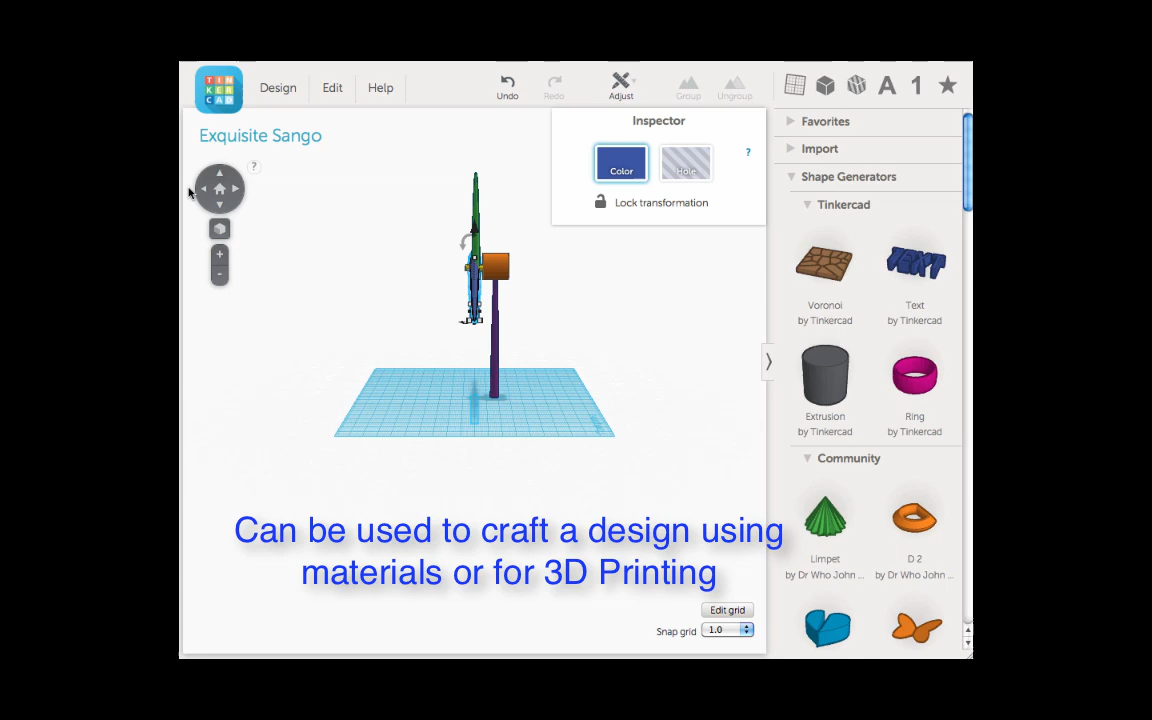 TIN
KER
CAD
Design
Edit
Help
Undo
Redo
Adjust
Group
Ungroup
A 1
Exquisite Sango
?
Inspector
Color
Hole
?
Lock transformation
Favorites
Import
Shape Generators
Tinkercad
Voronoi
by Tinkercad
Text
by Tinkercad
Extrusion
by Tinkercad
Ring
by Tinkercad
Community
Limpet
by Dr Who John ...
D 2
by Dr Who John ...
Can be used to craft a design using
materials or for 3D Printing
Edit grid
Snap grid 1.0